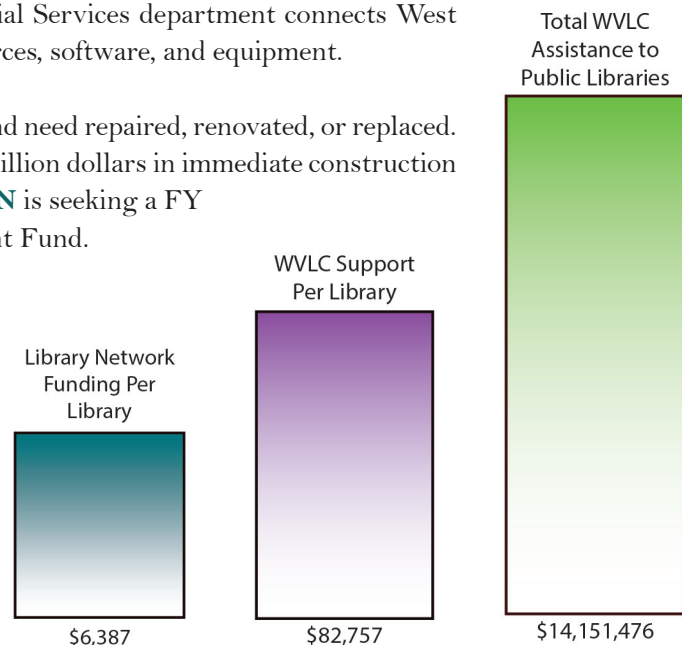 ial Services department connects West
rces, software, and equipment.
nd need repaired, renovated, or replaced.
illion dollars in immediate construction
N is seeking a FY
nt Fund.
Total WVLC
Assistance to
Public Libraries
WVLC Support
Per Library
Library Network
Funding Per
Library
$6,387
$82,757
$14,151,476